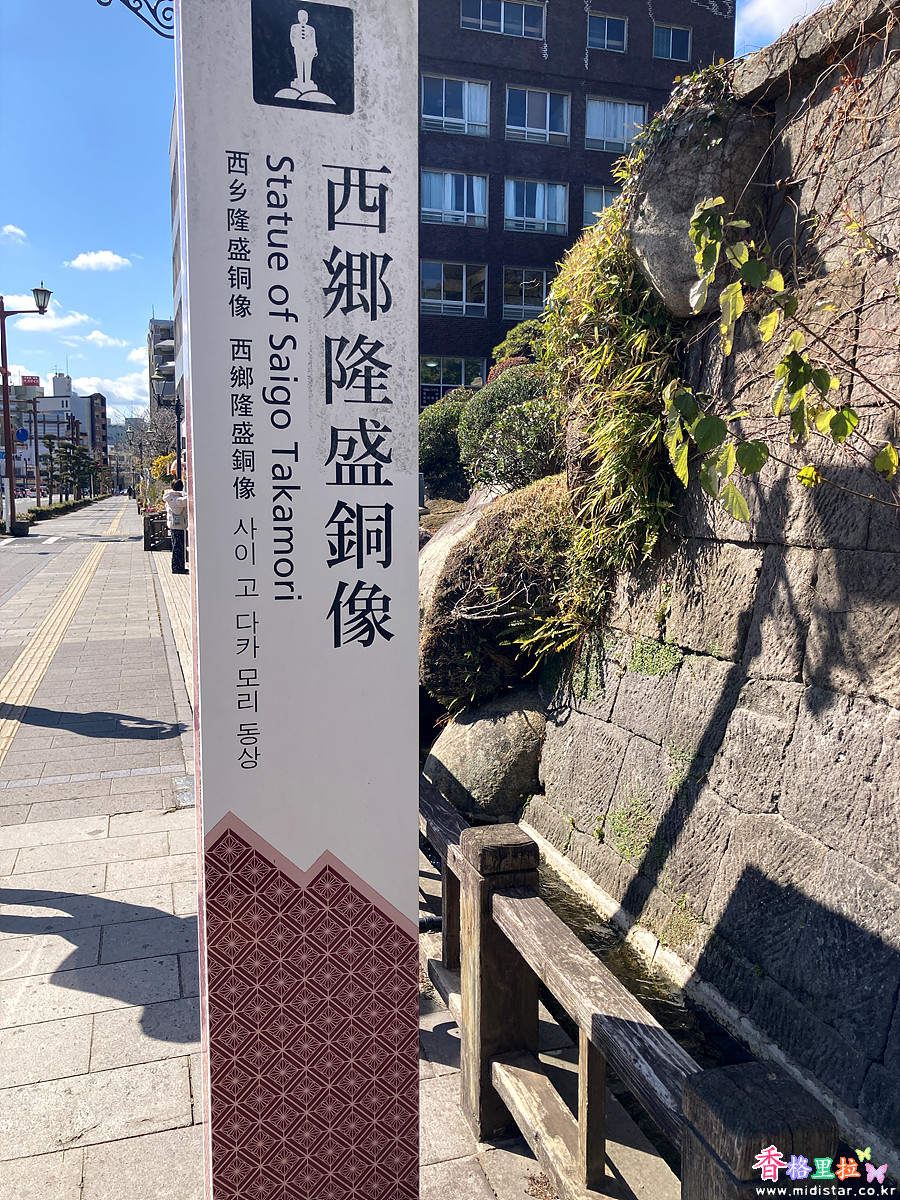 西郷隆盛銅像
Statue of Saigo Takamori
西乡隆盛铜像 西鄉隆盛銅像 사이고 다카모리 동상
香格里拉
www.midistar.co.kr